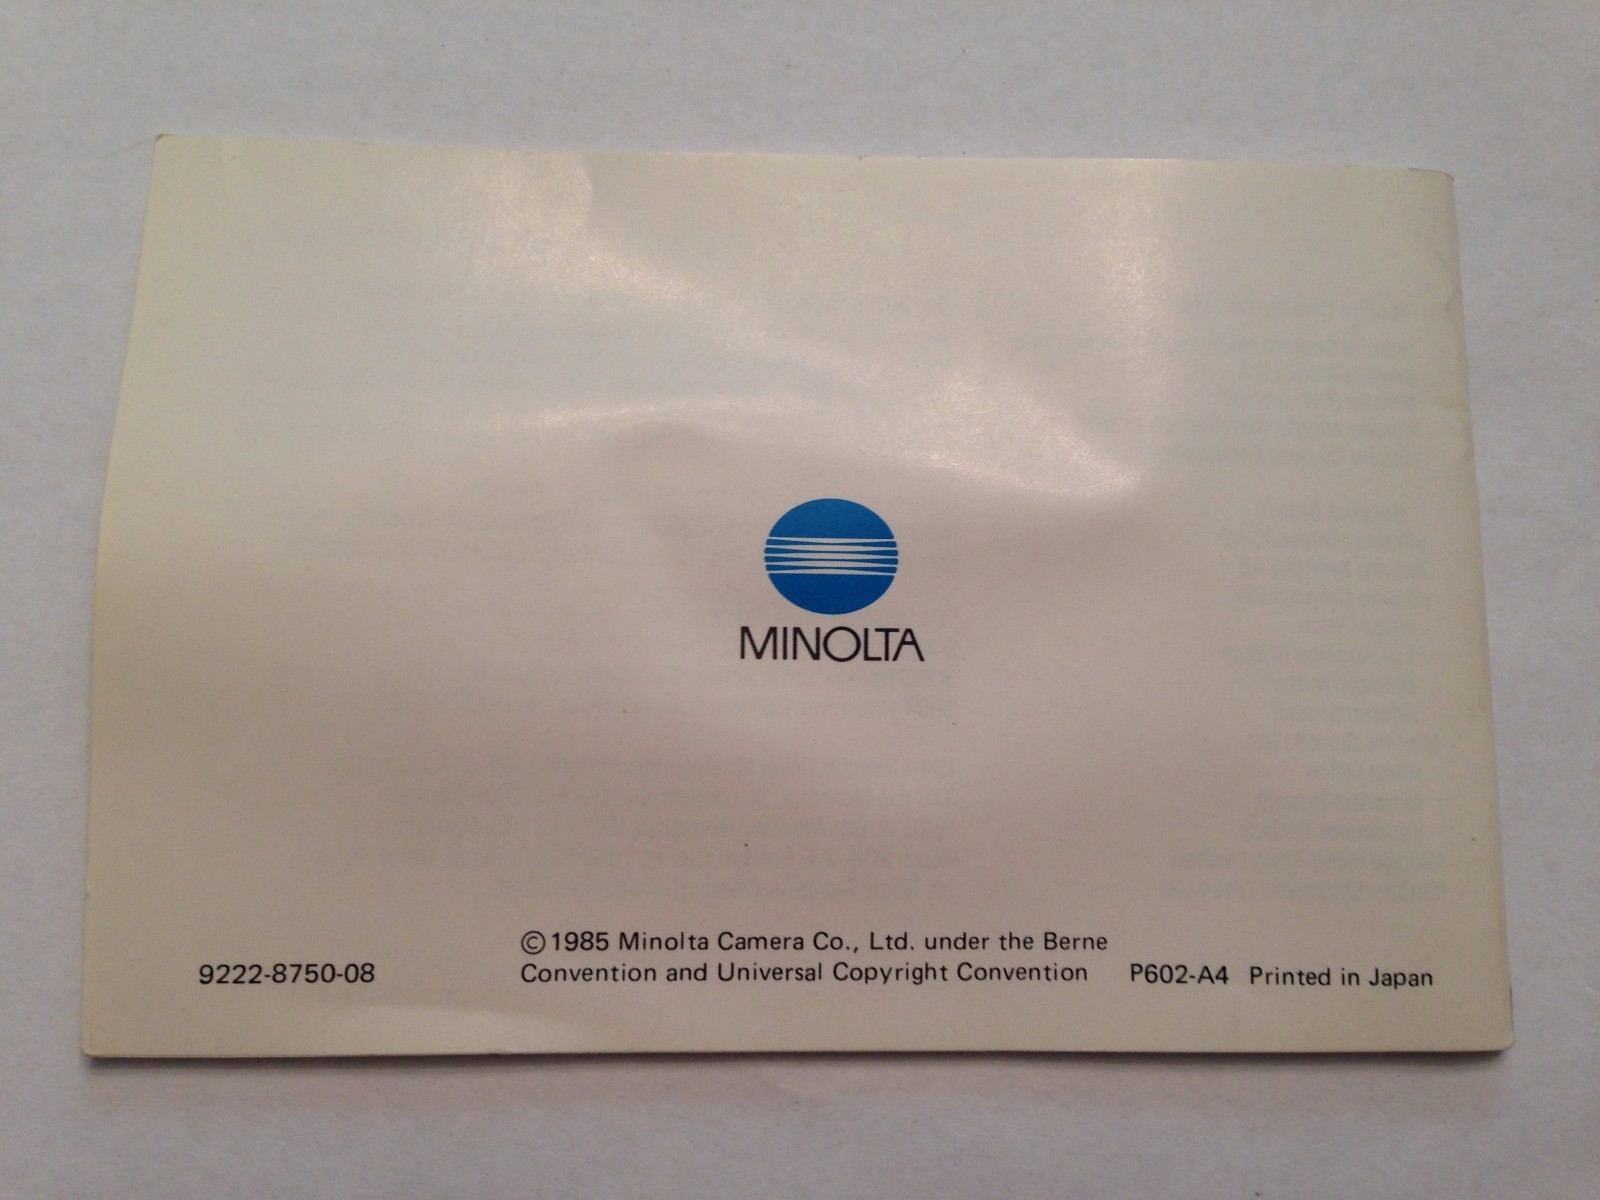 MINOLTA
©1985 Minolta Camera Co., Ltd. under the Berne
Convention and Universal Copyright Convention
9222-8750-08
P602-A4 Printed in Japan